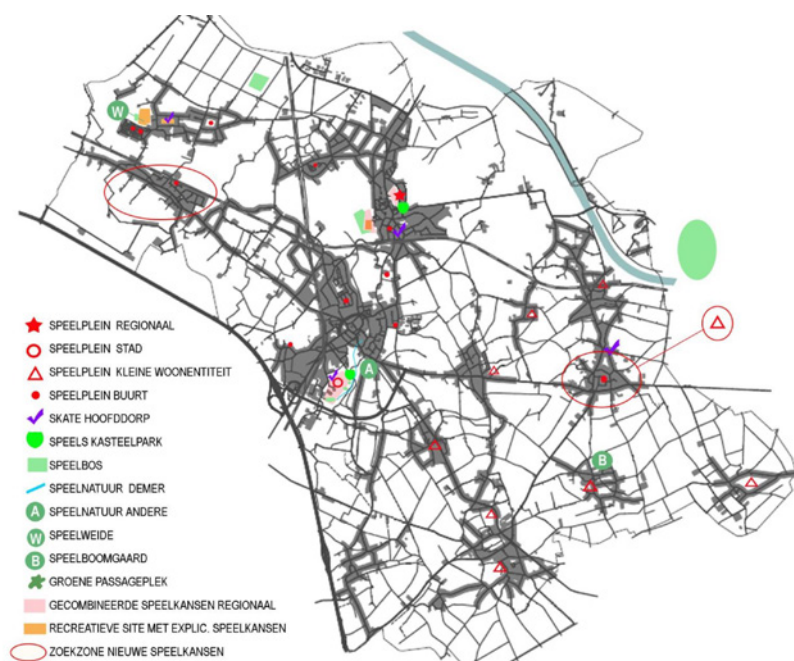 W
A
B
SPEELPLEIN REGIONAAL
SPEELPLEIN STAD
SPEELPLEIN KLEINE WOONENTITEIT
SPEELPLEIN BUURT
SKATE HOOFDDORP
SPEELS KASTEELPARK
SPEELBOS
SPEELNATUUR DEMER
A SPEELNATUUR ANDERE
W SPEELWEIDE
B SPEELBOOMGAARD
GROENE PASSAGEPLEK
GECOMBINEERDE SPEELKANSEN REGIONAAL
RECREATIEVE SITE MET EXPLIC. SPEELKANSEN
ZOEKZONE NIEUWE SPEELKANSEN